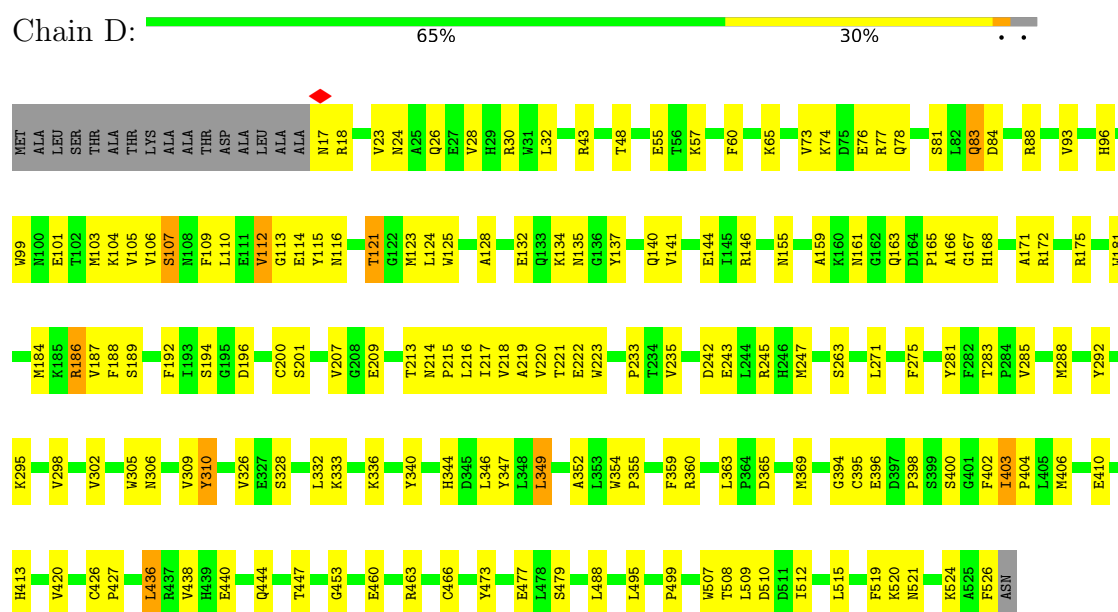 Chain D:
65% 30% • •
MET ALA LEU SER THR ALA THR LYS ALA ALA THR ASP ALA LEU ALA ALA N17 R18 V23 N24 A25 Q26 E27 V28 H29 R30 W31 L32 R43 T48 E55 T56 K57 F60 K65 V73 K74 D75 E76 R77 Q78 S81 L82 Q83 D84 R88 V93 H96
W99 N100 E101 T102 M103 K104 V105 V106 S107 N108 F109 L110 E111 V112 G113 E114 Y115 N116 T121 G122 M123 L124 W125 A128 E132 Q133 K134 N135 G136 Y137 Q140 V141 E144 I145 R146 N155 A159 K160 N161 G162 Q163 D164 P165 A166 G167 H168 A171 R172 R175 W181
M184 K185 R186 V187 F188 S189 F192 I193 S194 G195 D196 C200 S201 V207 G208 E209 T213 N214 P215 L216 I217 V218 A219 V220 T221 E222 W223 P233 T234 V235 D242 E243 L244 R245 H246 M247 S263 L271 F275 Y281 F282 T283 P284 V285 M288 Y292
K295 V298 V302 W305 N306 V309 Y310 V326 E327 S328 L332 K333 K336 Y340 H344 D345 L346 Y347 L348 L349 A352 L353 W354 P355 F359 R360 L363 P364 D365 M369 G394 C395 E396 D397 P398 S399 S400 G401 F402 I403 P404 L405 M406 E410
H413 V420 C426 P427 L436 R437 V438 H439 E440 Q444 T447 G453 E460 R463 C466 Y473 E477 L478 S479 L488 L495 P499 W507 T508 L509 D510 D511 I512 L515 F519 K520 N521 K524 A525 F526 ASN